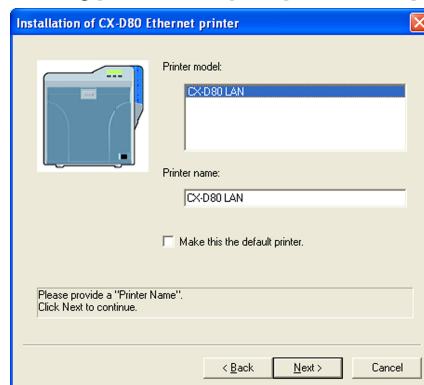 Installation of CX-D80 Ethernet printer
Printer model:
CX-D80 LAN
Printer name:
CX-D80 LAN
Make this the default printer.
Please provide a "Printer Name".
Click Next to continue.
< Back
Next >
Cancel